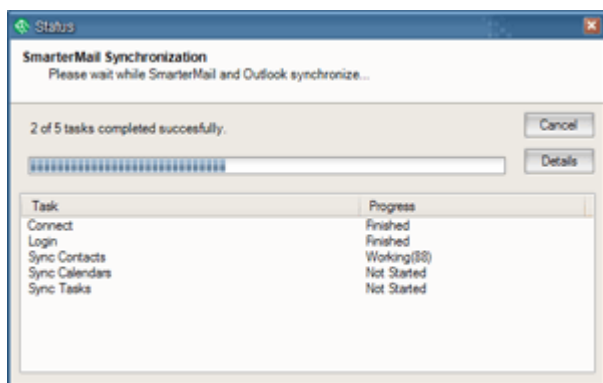 Status
SmarterMail Synchronization
Please wait while SmarterMail and Outlook synchronize...
2 of 5 tasks completed succesfully.
Cancel
Details
Task Progress
Connect Finished
Login Finished
Sync Contacts Working(88)
Sync Calendars Not Started
Sync Tasks Not Started